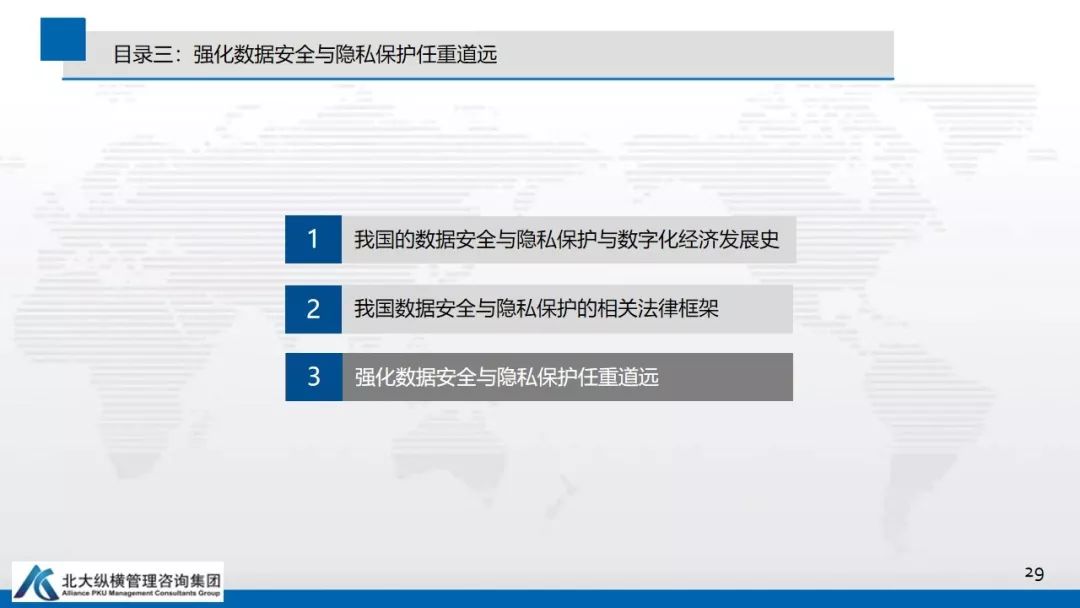 目录三：强化数据安全与隐私保护任重道远
1 我国的数据安全与隐私保护与数字化经济发展史
2 我国数据安全与隐私保护的相关法律框架
3 强化数据安全与隐私保护任重道远
29
北大纵横管理咨询集团
Alliance PKU Management Consultants Group